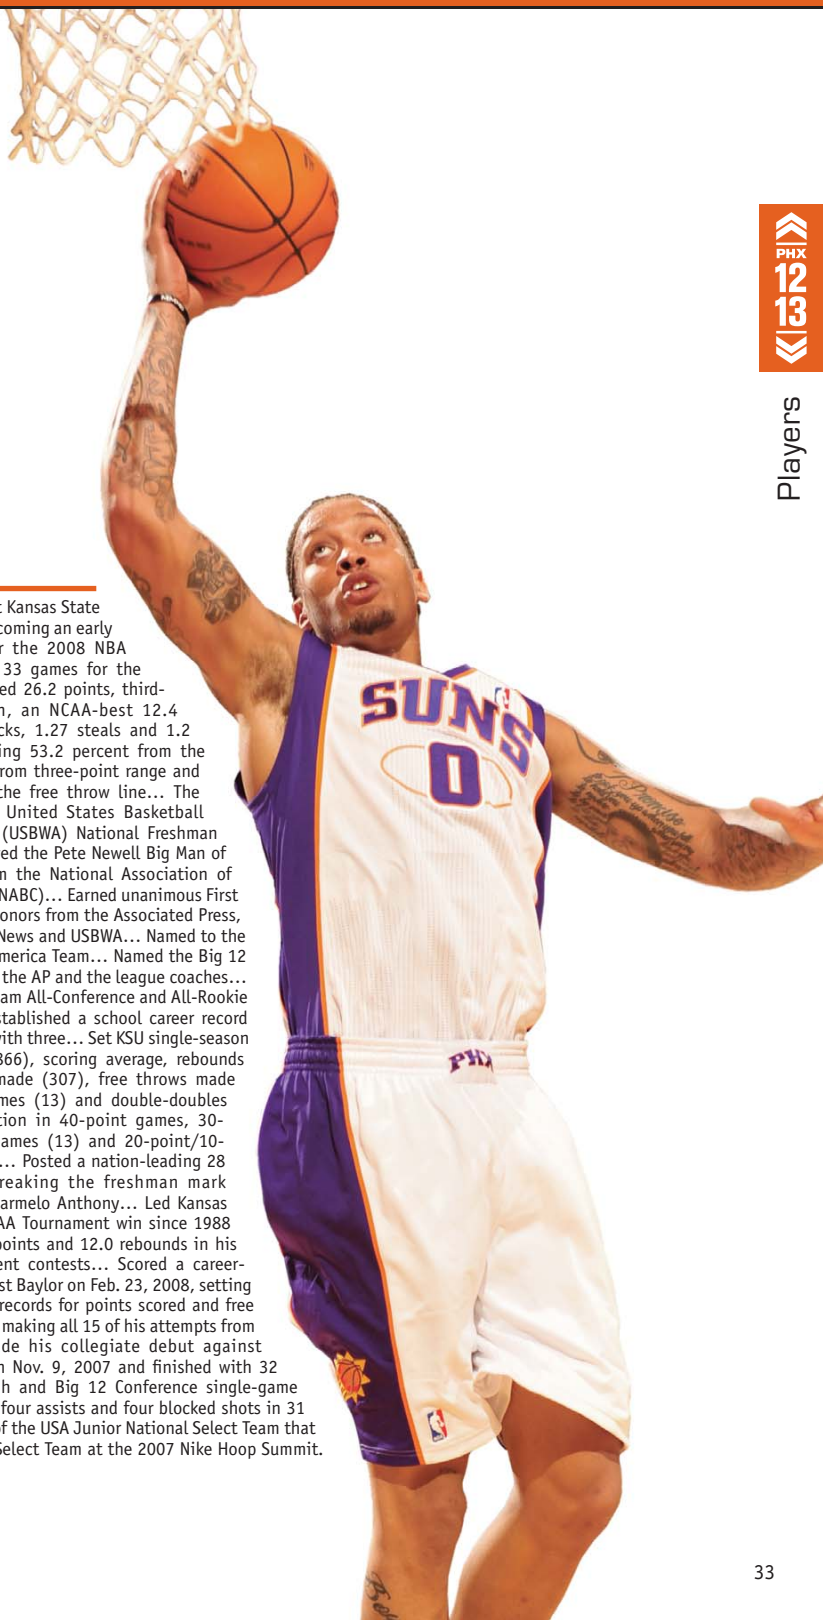 PHX
12
13
Players
SUNS
0
PHX
t Kansas State
coming an early
r the 2008 NBA
33 games for the
ed 26.2 points, third-
n, an NCAA-best 12.4
cks, 1.27 steals and 1.2
ing 53.2 percent from the
rom three-point range and
the free throw line... The
United States Basketball
(USBWA) National Freshman
ed the Pete Newell Big Man of
m the National Association of
NABC)... Earned unanimous First
onors from the Associated Press,
News and USBWA... Named to the
merica Team... Named the Big 12
the AP and the league coaches...
am All-Conference and All-Rookie
stablished a school career record
with three... Set KSU single-season
866), scoring average, rebounds
made (307), free throws made
mes (13) and double-doubles
tion in 40-point games, 30-
ames (13) and 20-point/10-
... Posted a nation-leading 28
reaking the freshman mark
armelo Anthony... Led Kansas
AA Tournament win since 1988
points and 12.0 rebounds in his
ent contests... Scored a career-
st Baylor on Feb. 23, 2008, setting
records for points scored and free
making all 15 of his attempts from
de his collegiate debut against
n Nov. 9, 2007 and finished with 32
h and Big 12 Conference single-game
four assists and four blocked shots in 31
of the USA Junior National Select Team that
Select Team at the 2007 Nike Hoop Summit.
33